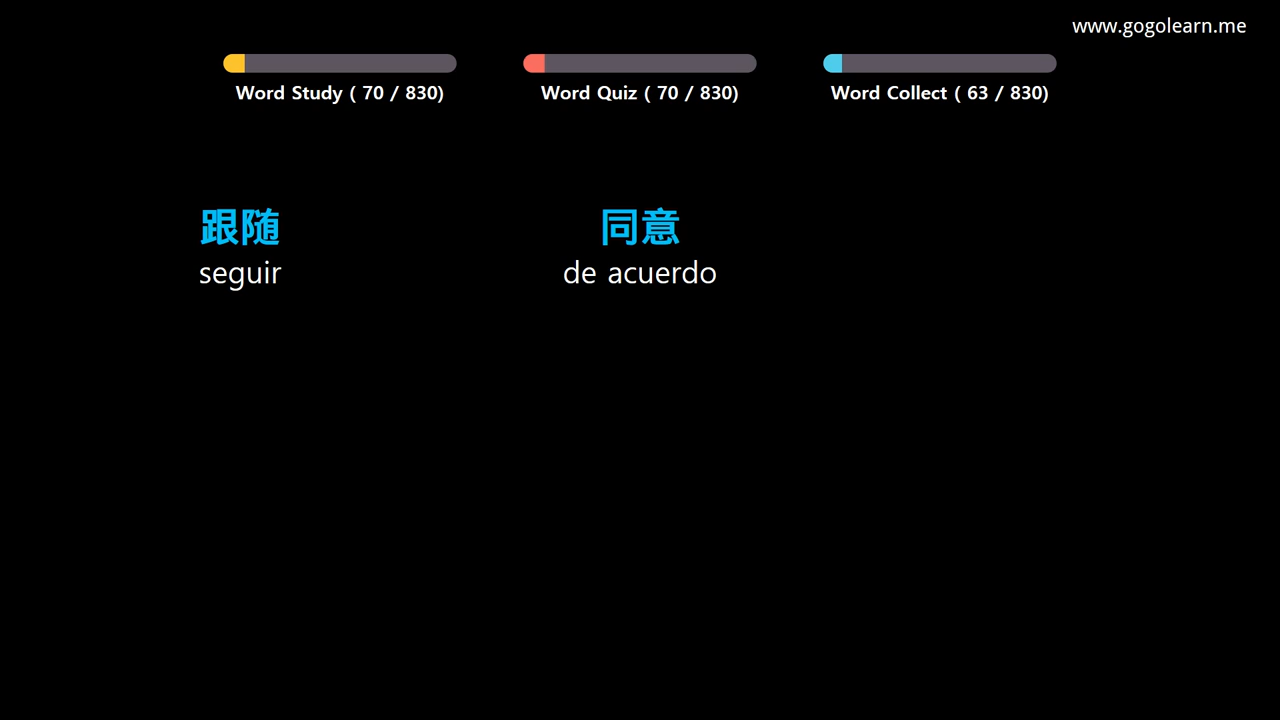 www.gogolearn.me
Word Study ( 70 / 830)
Word Quiz ( 70 / 830)
Word Collect ( 63 / 830)
跟随
seguir
同意
de acuerdo